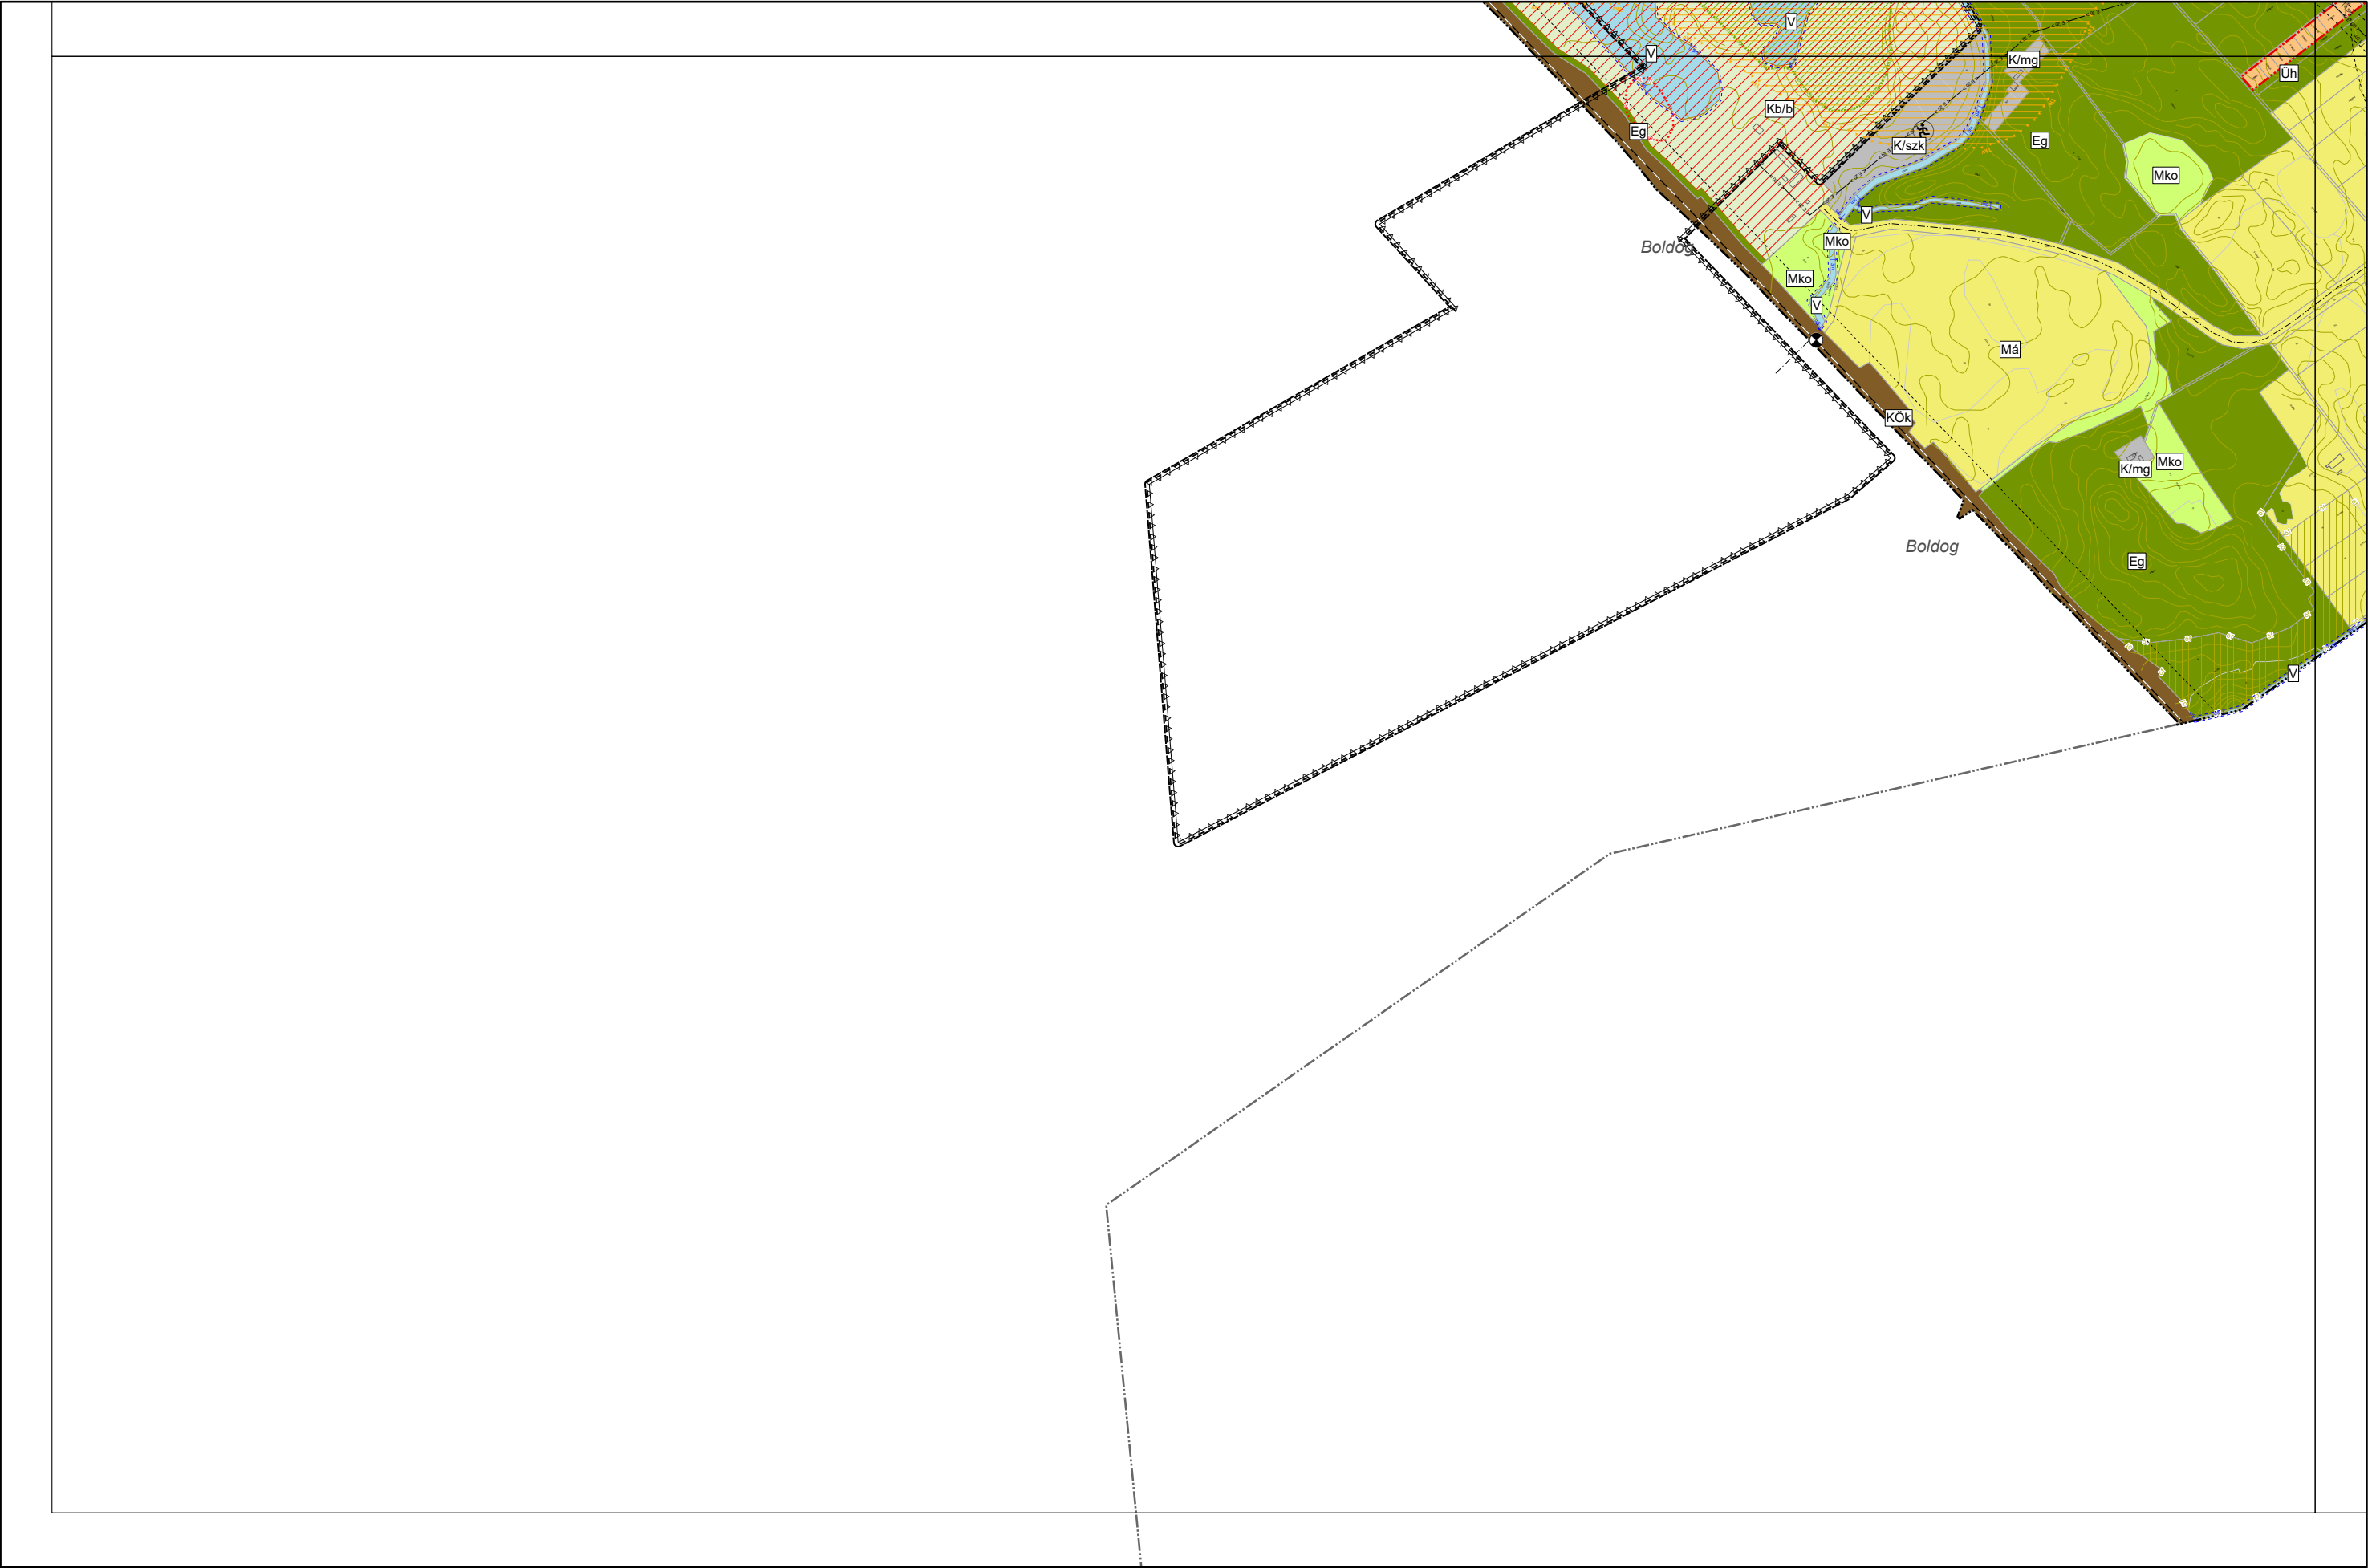 V
V
K/mg
Üh
Kb/b
Eg
Eg
K/szk
Mko
V
Mko
Boldog
Mko
V
Má
KÖk
Mko
K/mg
Boldog
Eg
V